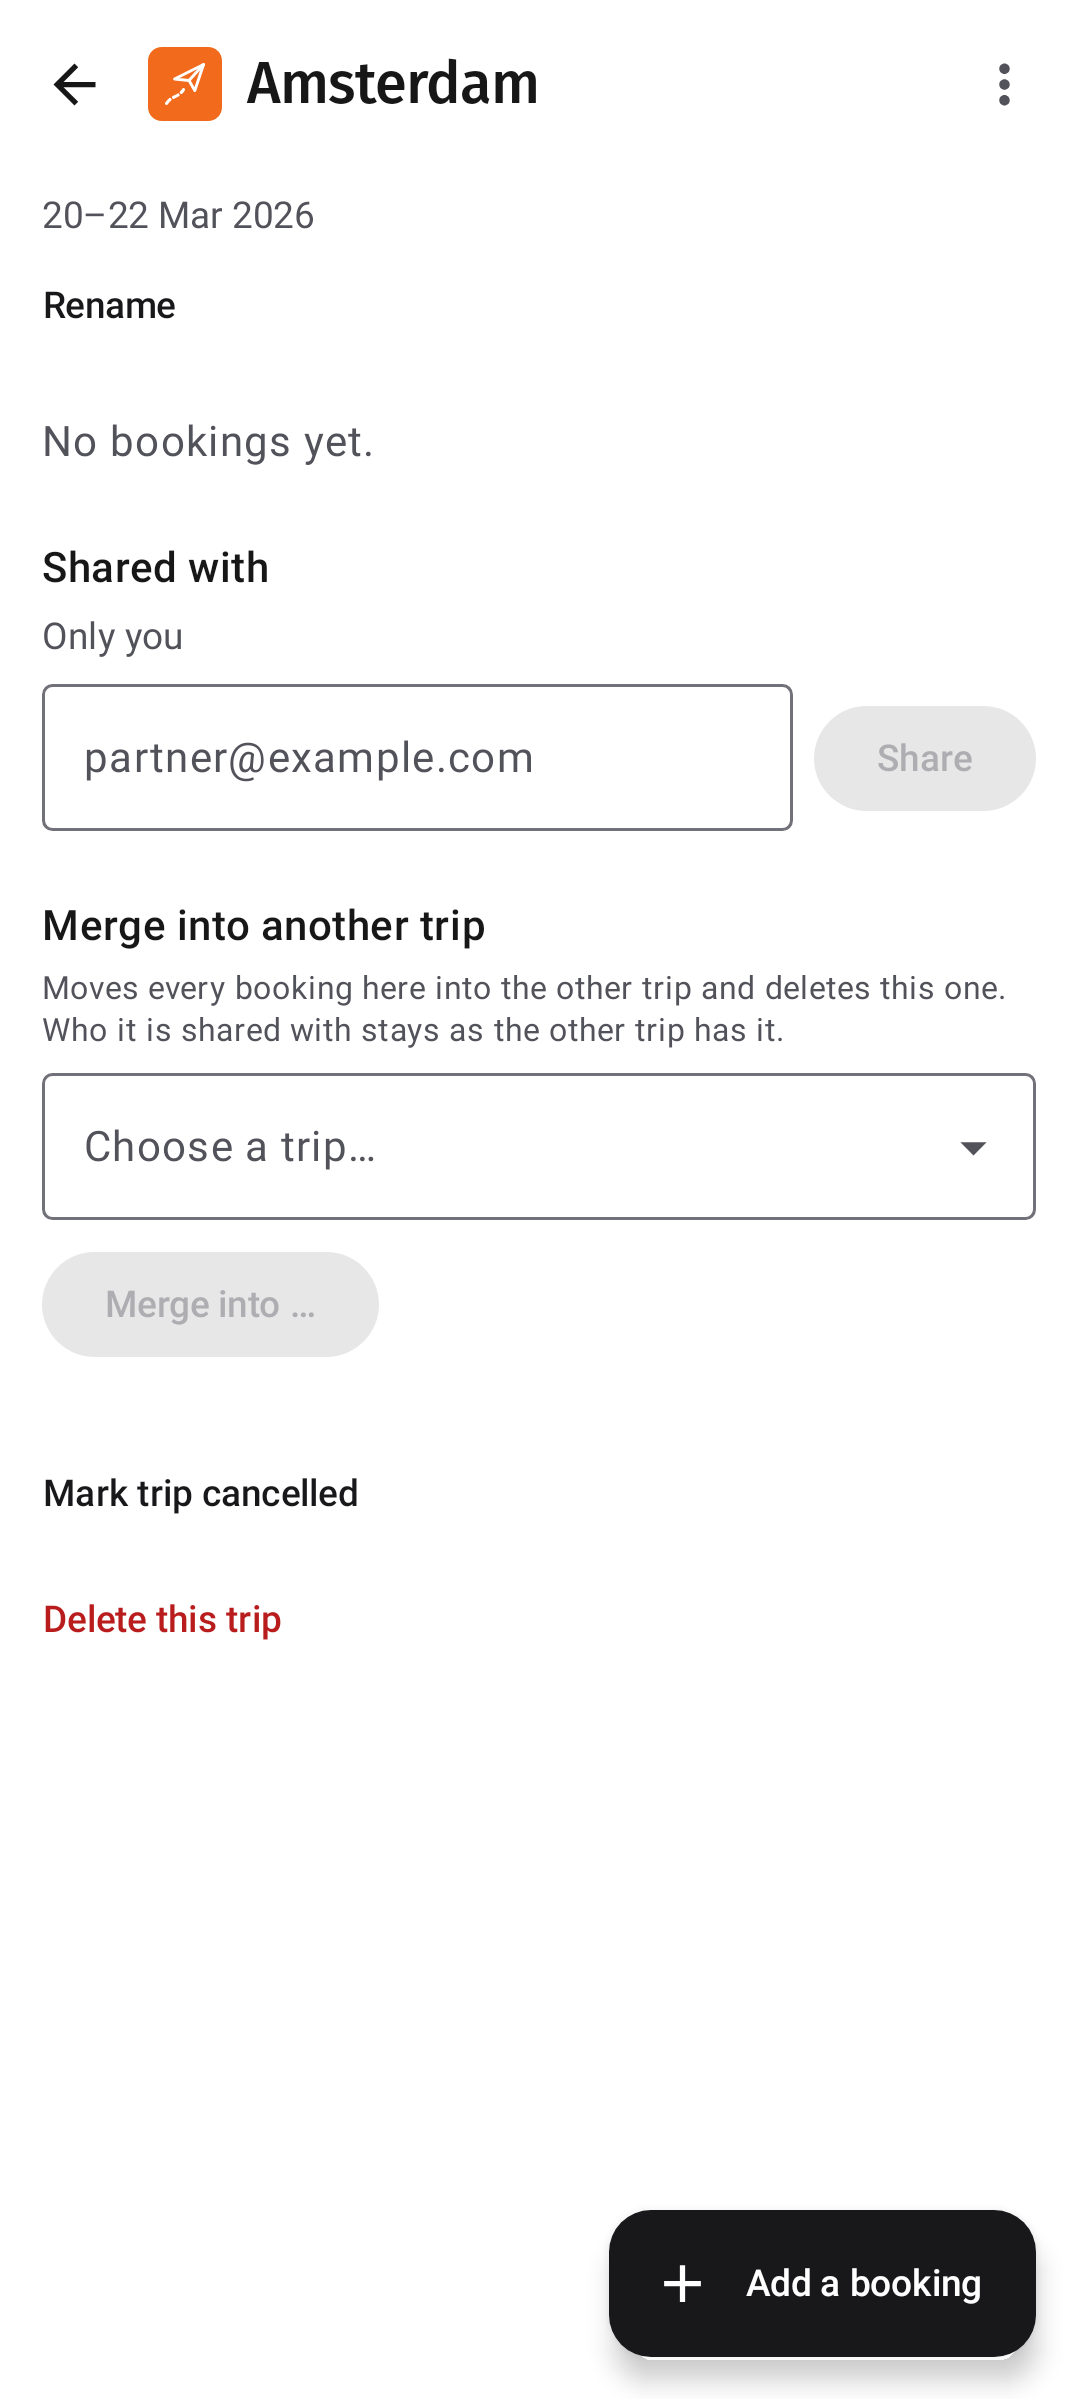 Amsterdam
20–22 Mar 2026
Rename
No bookings yet.
Shared with
Only you
partner@example.com
Share
Merge into another trip
Moves every booking here into the other trip and deletes this one.
Who it is shared with stays as the other trip has it.
Choose a trip…
Merge into …
Mark trip cancelled
Delete this trip
Add a booking